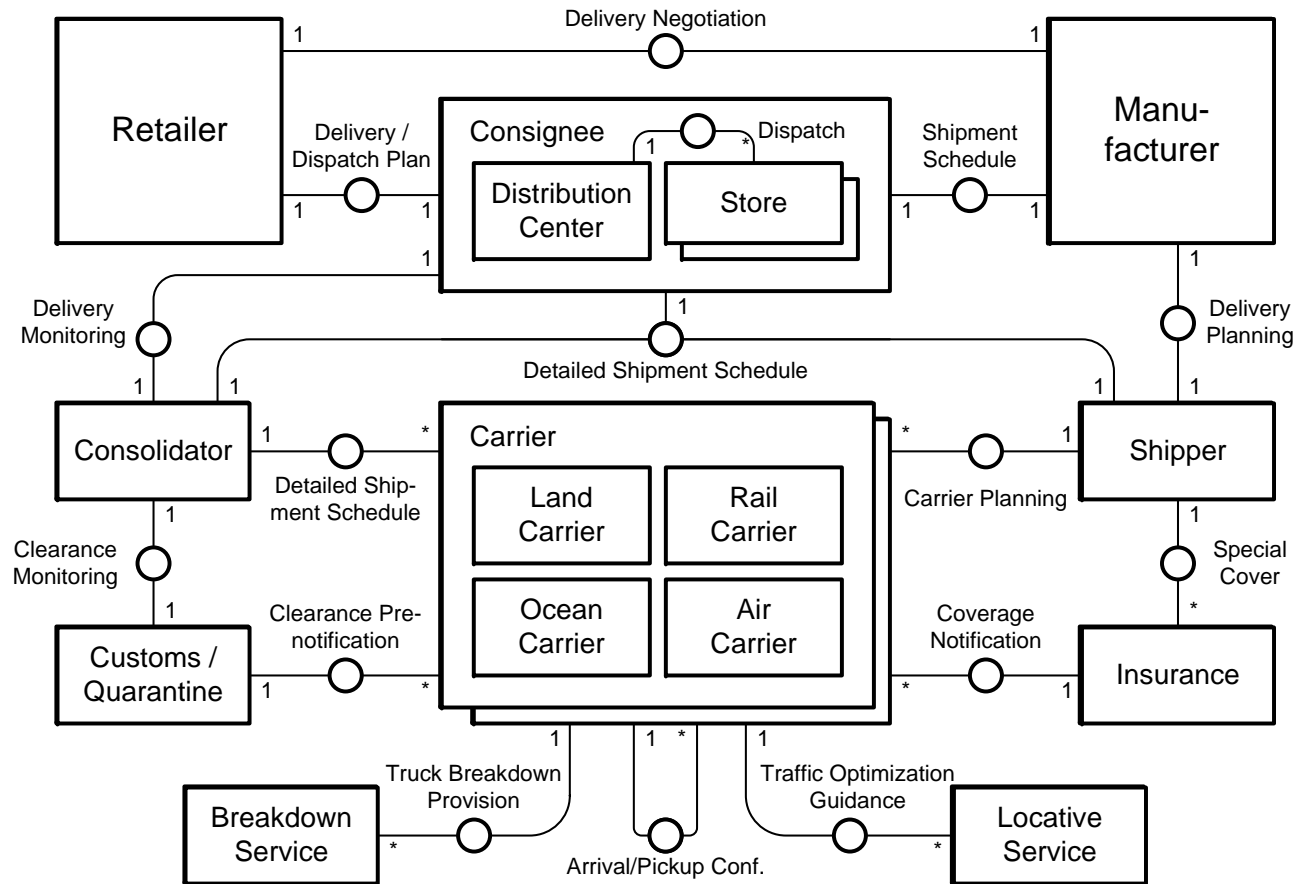 Delivery Negotiation
1
1
Retailer
Manu-
facturer
Consignee
Dispatch
1
*
Distribution
Center
Store
Delivery /
Dispatch Plan
1
1
Shipment
Schedule
1
1
1
1
1
Delivery
Monitoring
Delivery
Planning
Detailed Shipment Schedule
1
1
1
1
Consolidator
1
*
Detailed Ship-
ment Schedule
Carrier
Land
Carrier
Rail
Carrier
Ocean
Carrier
Air
Carrier
*
1
Carrier Planning
Shipper
1
1
Clearance
Monitoring
Special
Cover
1
*
Customs /
Quarantine
Clearance Pre-
notification
1
*
Coverage
Notification
*
1
Insurance
1
1
*
1
Truck Breakdown
Provision
Traffic Optimization
Guidance
Breakdown
Service
*
Arrival/Pickup Conf.
*
Locative
Service